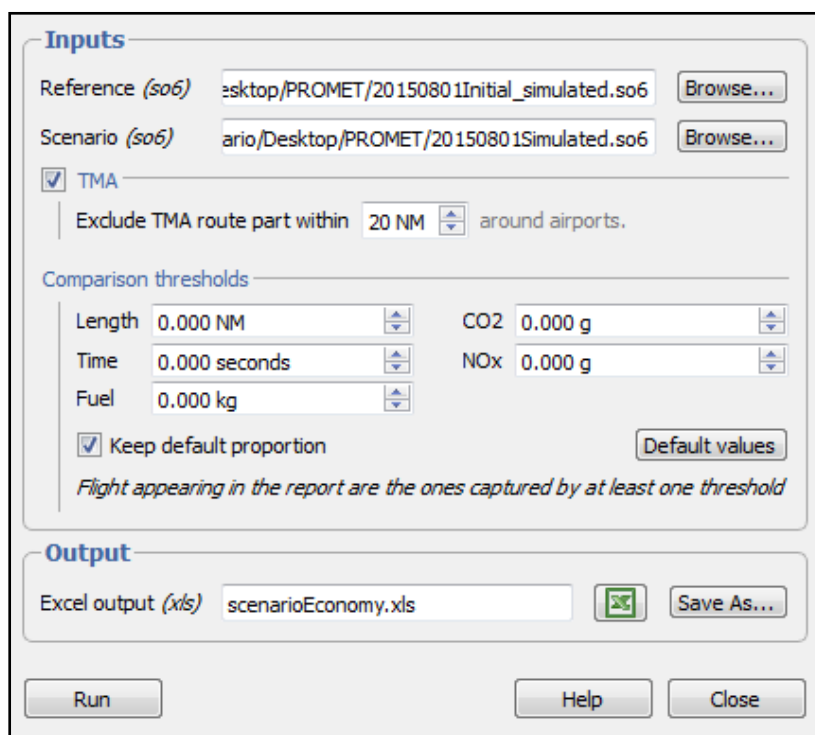 Inputs
Reference (so6) esktop/PROMET/20150801Initial_simulated.so6 Browse...
Scenario (so6) ario/Desktop/PROMET/20150801Simulated.so6 Browse...
TMA
Exclude TMA route part within 20 NM around airports.
Comparison thresholds
Length 0.000 NM CO2 0.000 g
Time 0.000 seconds NOx 0.000 g
Fuel 0.000 kg
Keep default proportion Default values
Flight appearing in the report are the ones captured by at least one threshold
Output
Excel output (xls) scenarioEconomy.xls Save As...
Run Help Close